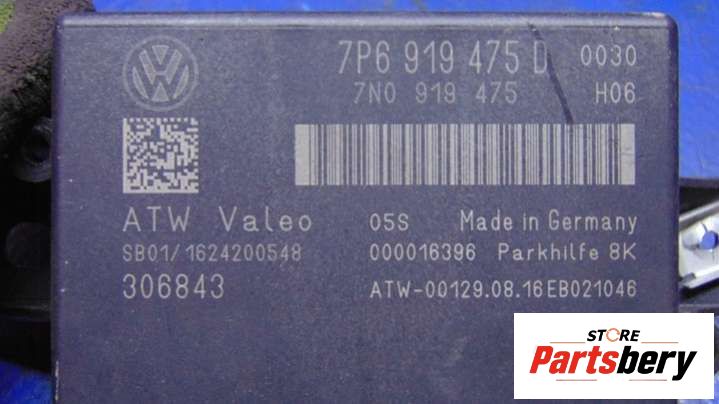 7P6 919 475 D 0030
7N0 919 475 H06
ATW Valeo 05S Made in Germany
SB01/1624200548 000016396 Parkhilfe 8K
306843 ATW-00129.08.16EB021046
STORE
Partsbery